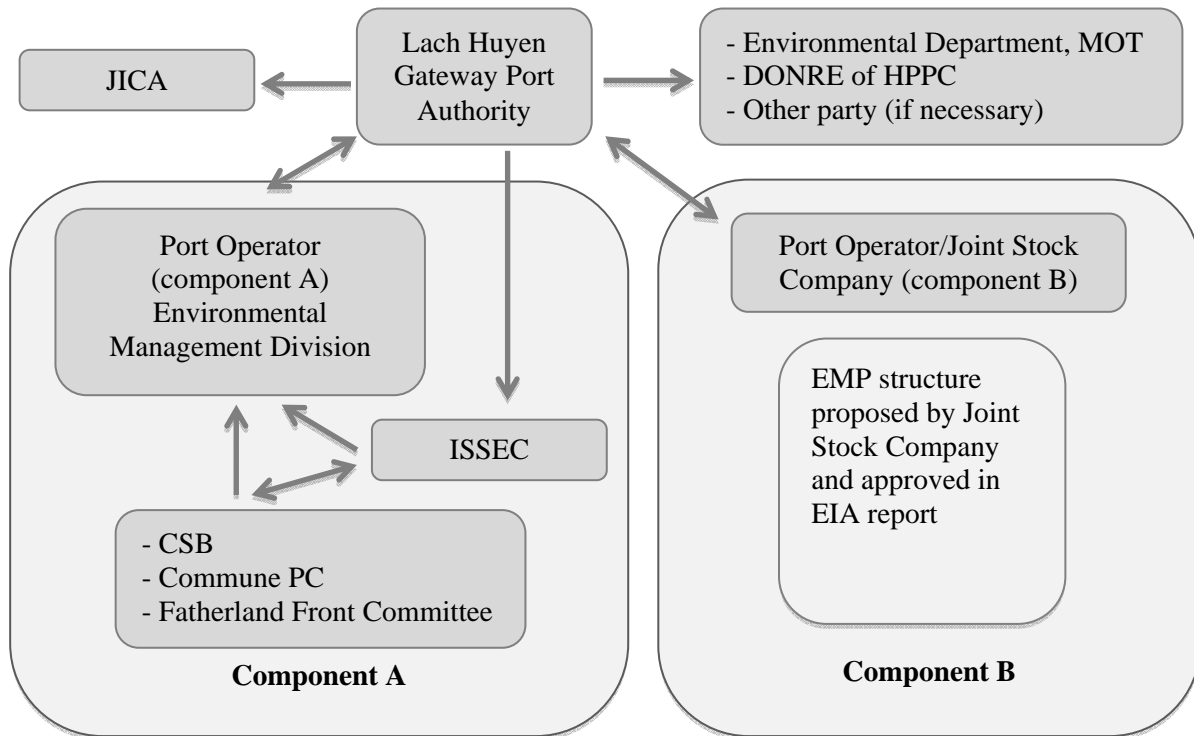 JICA
Lach Huyen
Gateway Port
Authority
- Environmental Department, MOT
- DONRE of HPPC
- Other party (if necessary)
Port Operator
(component A)
Environmental
Management Division
ISSEC
- CSB
- Commune PC
- Fatherland Front Committee
Component A
Port Operator/Joint Stock
Company (component B)
EMP structure
proposed by Joint
Stock Company
and approved in
EIA report
Component B